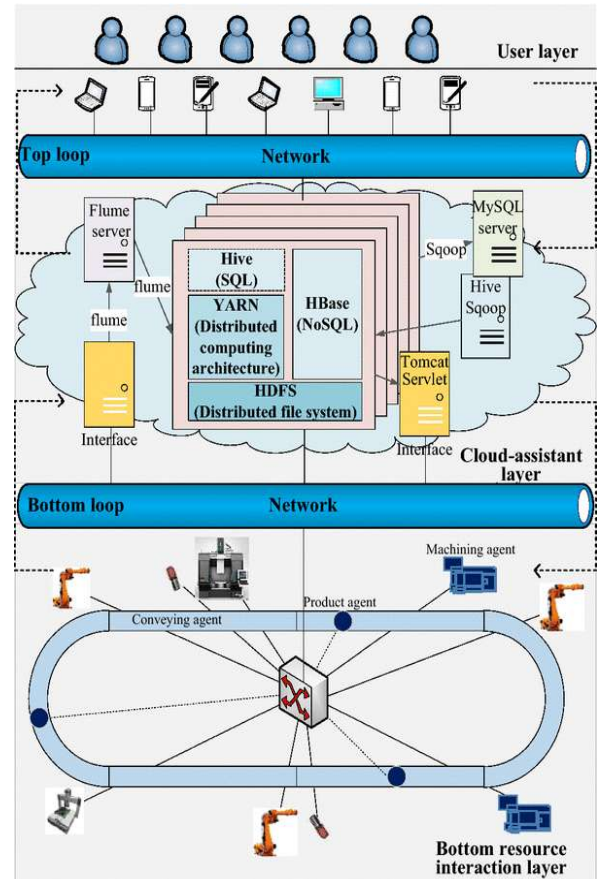 User layer
Top loop
Network
Flume
server
MySQL
server
Sqoop
Hive
(SQL)
flume
HBase
(NoSQL)
Hive
Sqoop
YARN
(Distributed
computing
architecture)
flume
Tomcat
Servlet
HDFS
(Distributed file system)
Interface
Interface
Cloud-assistant
layer
Bottom loop
Network
Machining agent
Product agent
Conveying agent
Bottom resource
interaction layer